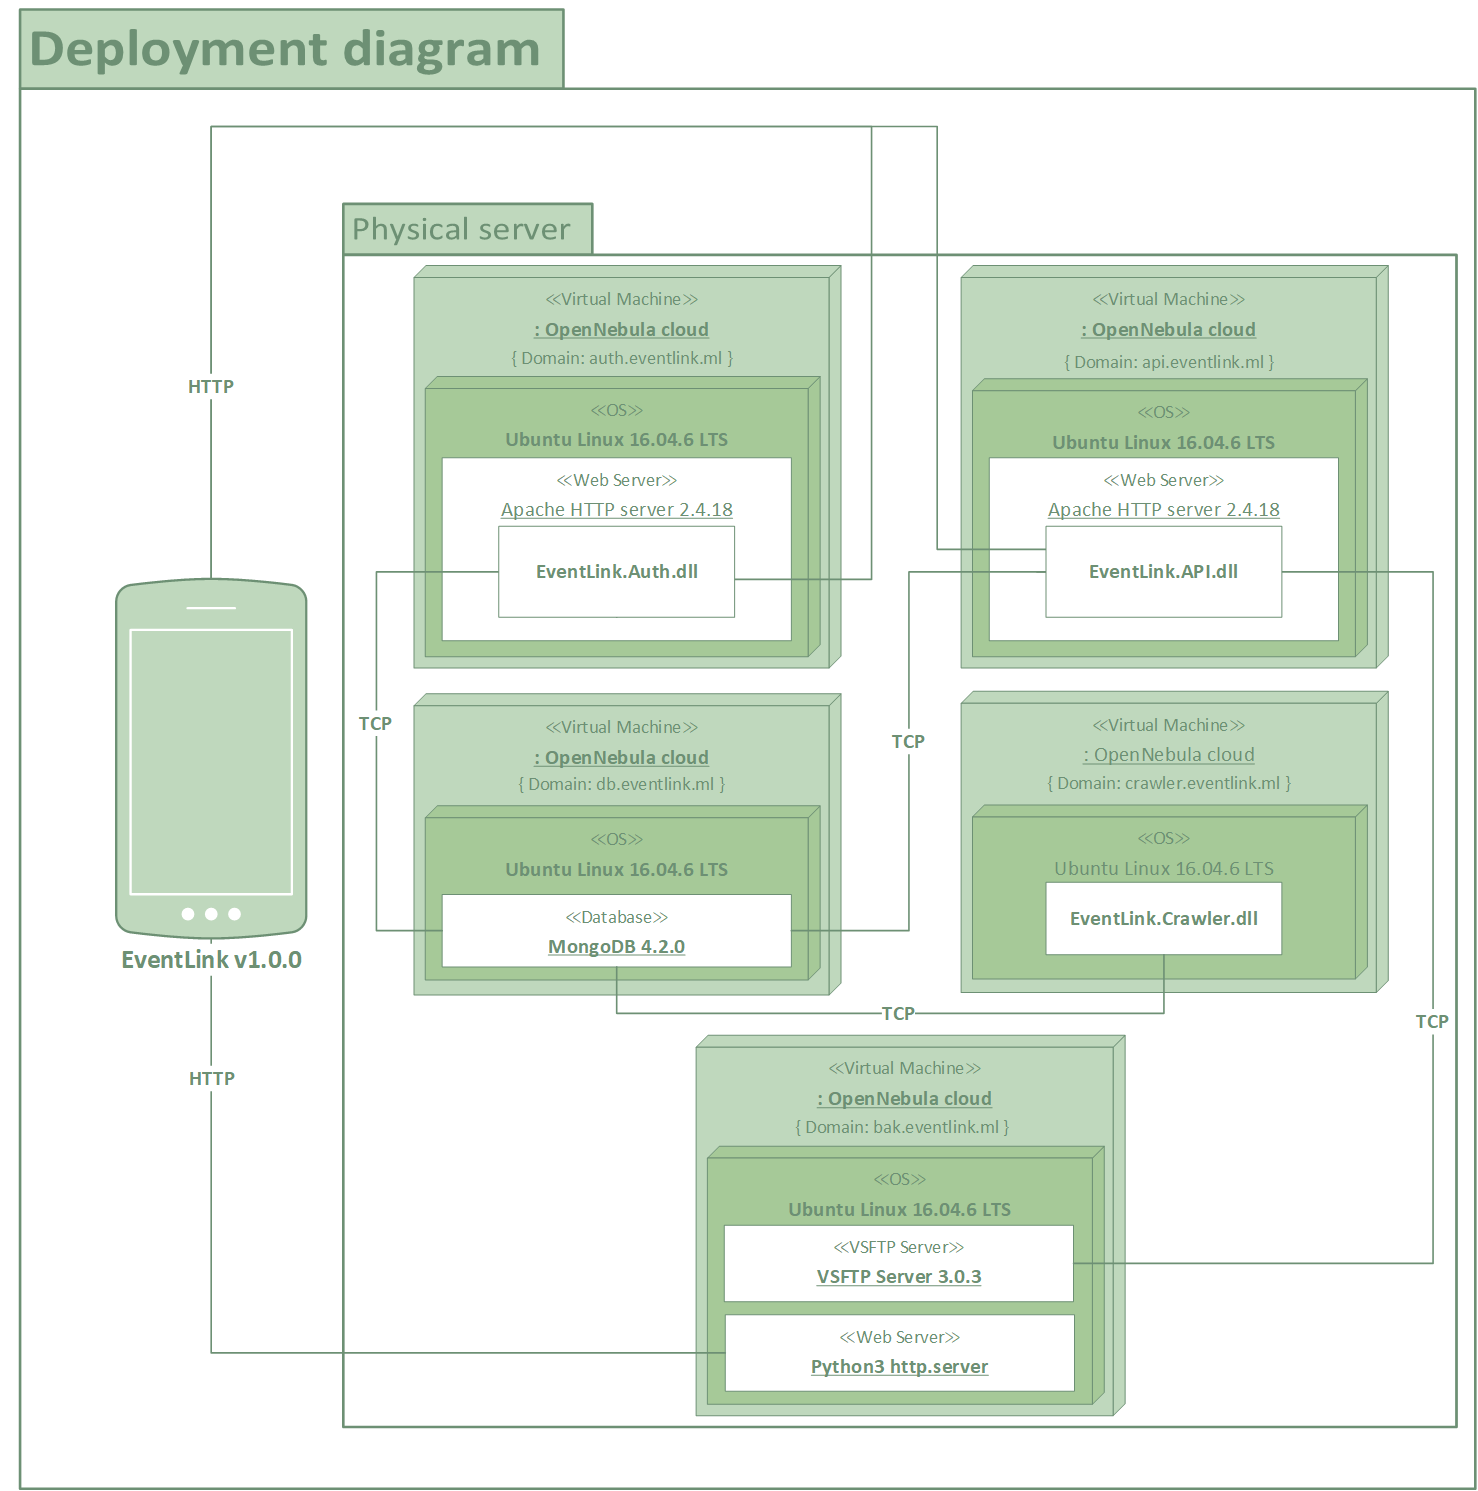 Deployment diagram
Physical server
HTTP
≪Virtual Machine≫
: OpenNebula cloud
{ Domain: auth.eventlink.ml }
≪OS≫
Ubuntu Linux 16.04.6 LTS
≪Web Server≫
Apache HTTP server 2.4.18
EventLink.Auth.dll
≪Virtual Machine≫
: OpenNebula cloud
{ Domain: api.eventlink.ml }
≪OS≫
Ubuntu Linux 16.04.6 LTS
≪Web Server≫
Apache HTTP server 2.4.18
EventLink.API.dll
TCP
TCP
≪Virtual Machine≫
: OpenNebula cloud
{ Domain: db.eventlink.ml }
≪OS≫
Ubuntu Linux 16.04.6 LTS
≪Database≫
MongoDB 4.2.0
≪Virtual Machine≫
: OpenNebula cloud
{ Domain: crawler.eventlink.ml }
≪OS≫
Ubuntu Linux 16.04.6 LTS
EventLink.Crawler.dll
EventLink v1.0.0
TCP
TCP
HTTP
≪Virtual Machine≫
: OpenNebula cloud
{ Domain: bak.eventlink.ml }
≪OS≫
Ubuntu Linux 16.04.6 LTS
≪VSFTP Server≫
VSFTP Server 3.0.3
≪Web Server≫
Python3 http.server